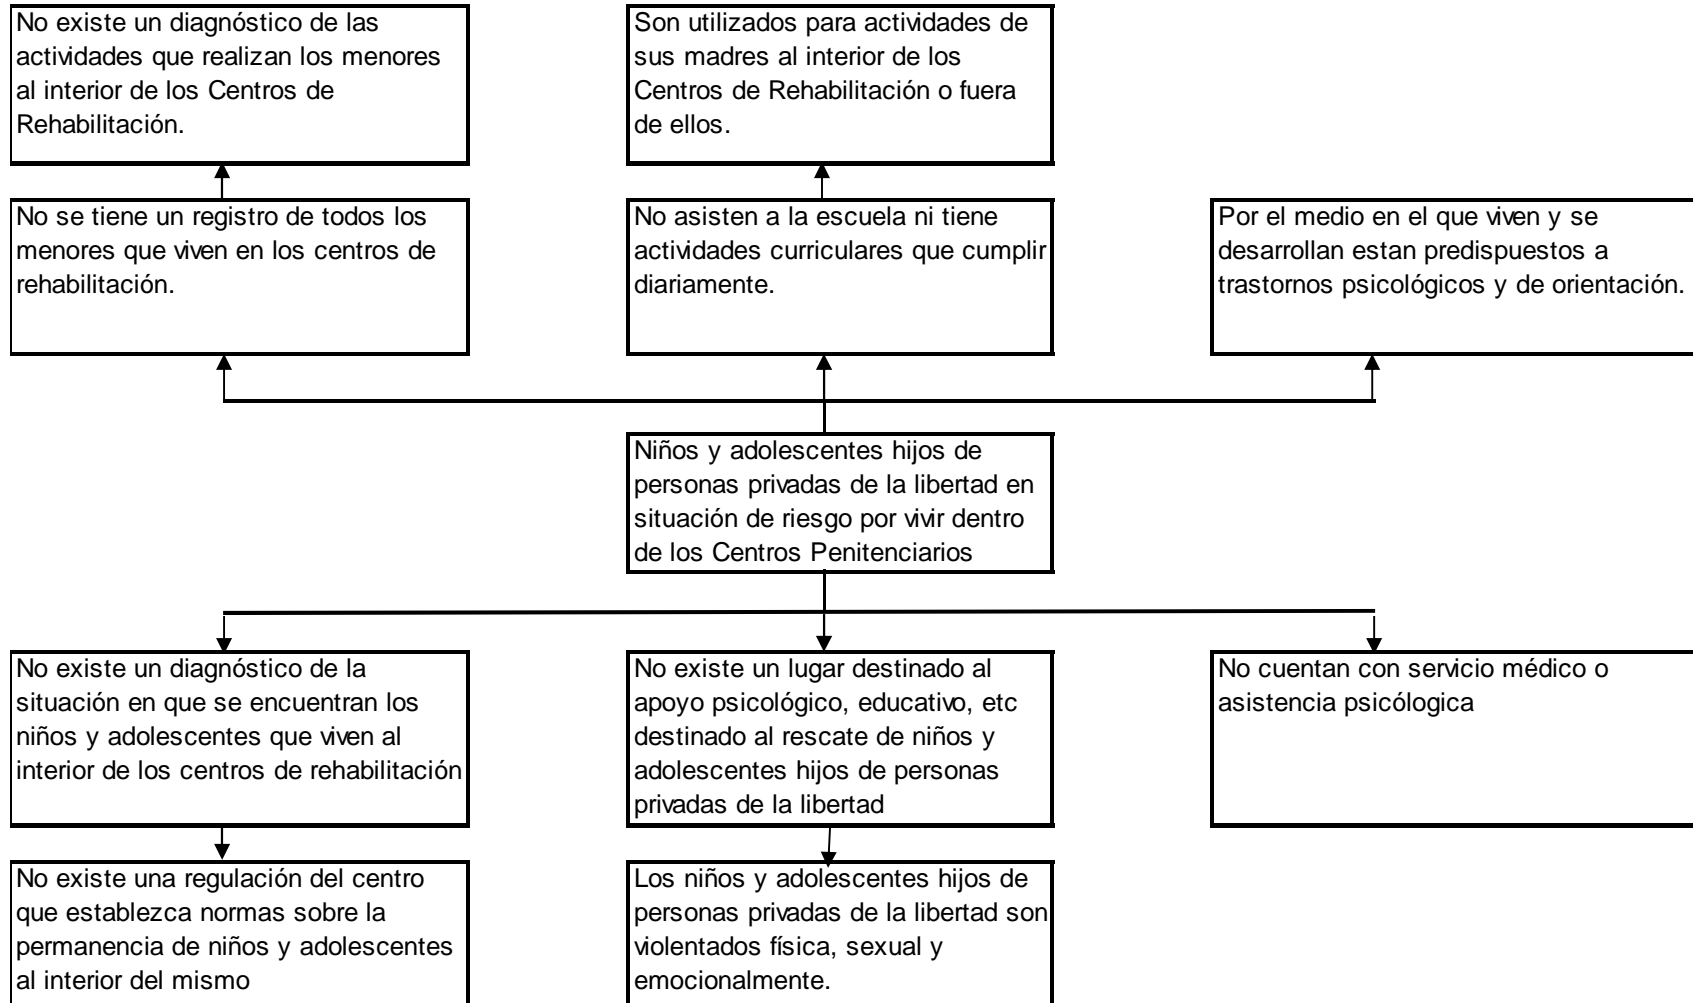 No existe un diagnóstico de las
actividades que realizan los menores
al interior de los Centros de
Rehabilitación.
Son utilizados para actividades de
sus madres al interior de los
Centros de Rehabilitación o fuera
de ellos.
No se tiene un registro de todos los
menores que viven en los centros de
rehabilitación.
No asisten a la escuela ni tiene
actividades curriculares que cumplir
diariamente.
Por el medio en el que viven y se
desarrollan estan predispuestos a
trastornos psicológicos y de orientación.
Niños y adolescentes hijos de
personas privadas de la libertad en
situación de riesgo por vivir dentro
de los Centros Penitenciarios
No existe un diagnóstico de la
situación en que se encuentran los
niños y adolescentes que viven al
interior de los centros de rehabilitación
No existe un lugar destinado al
apoyo psicológico, educativo, etc
destinado al rescate de niños y
adolescentes hijos de personas
privadas de la libertad
No cuentan con servicio médico o
asistencia psicólogica
No existe una regulación del centro
que establezca normas sobre la
permanencia de niños y adolescentes
al interior del mismo
Los niños y adolescentes hijos de
personas privadas de la libertad son
violentados física, sexual y
emocionalmente.